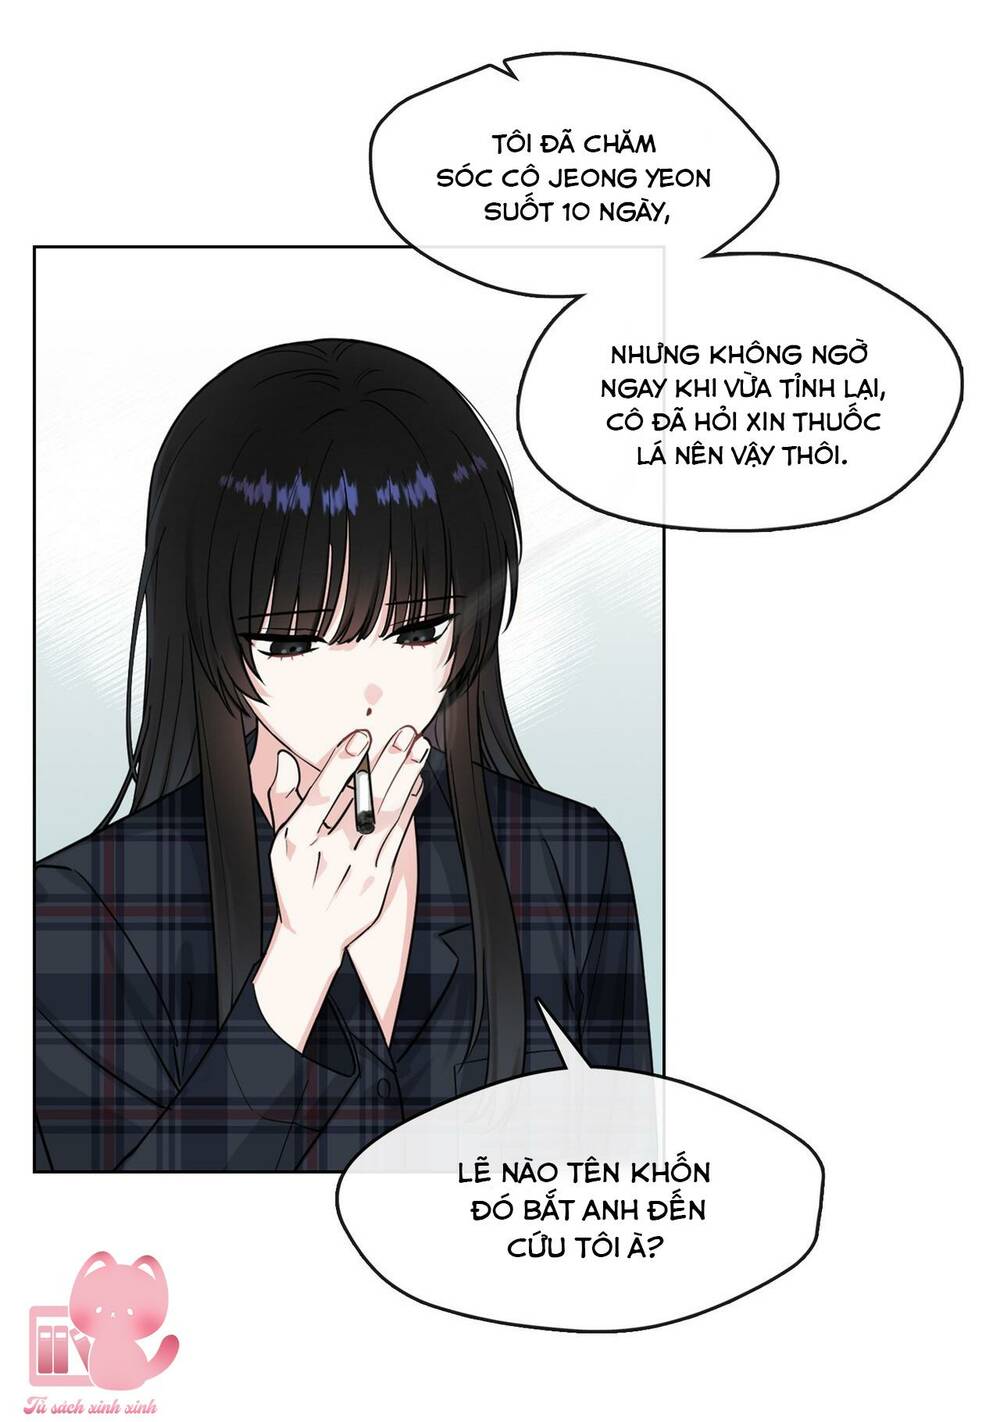 TÔI ĐÃ CHĂM
SÓC CÔ JEONG YEON
SUỐT 10 NGÀY,
NHƯNG KHÔNG NGỜ
NGAY KHI VỪA TỈNH LẠI,
CÔ ĐÃ HỎI XIN THUỐC
LÁ NÊN VẬY THÔI.
LẼ NÀO TÊN KHỐN
ĐÓ BẮT ANH ĐẾN
CỨU TÔI À?
Tủ sách xinh xinh